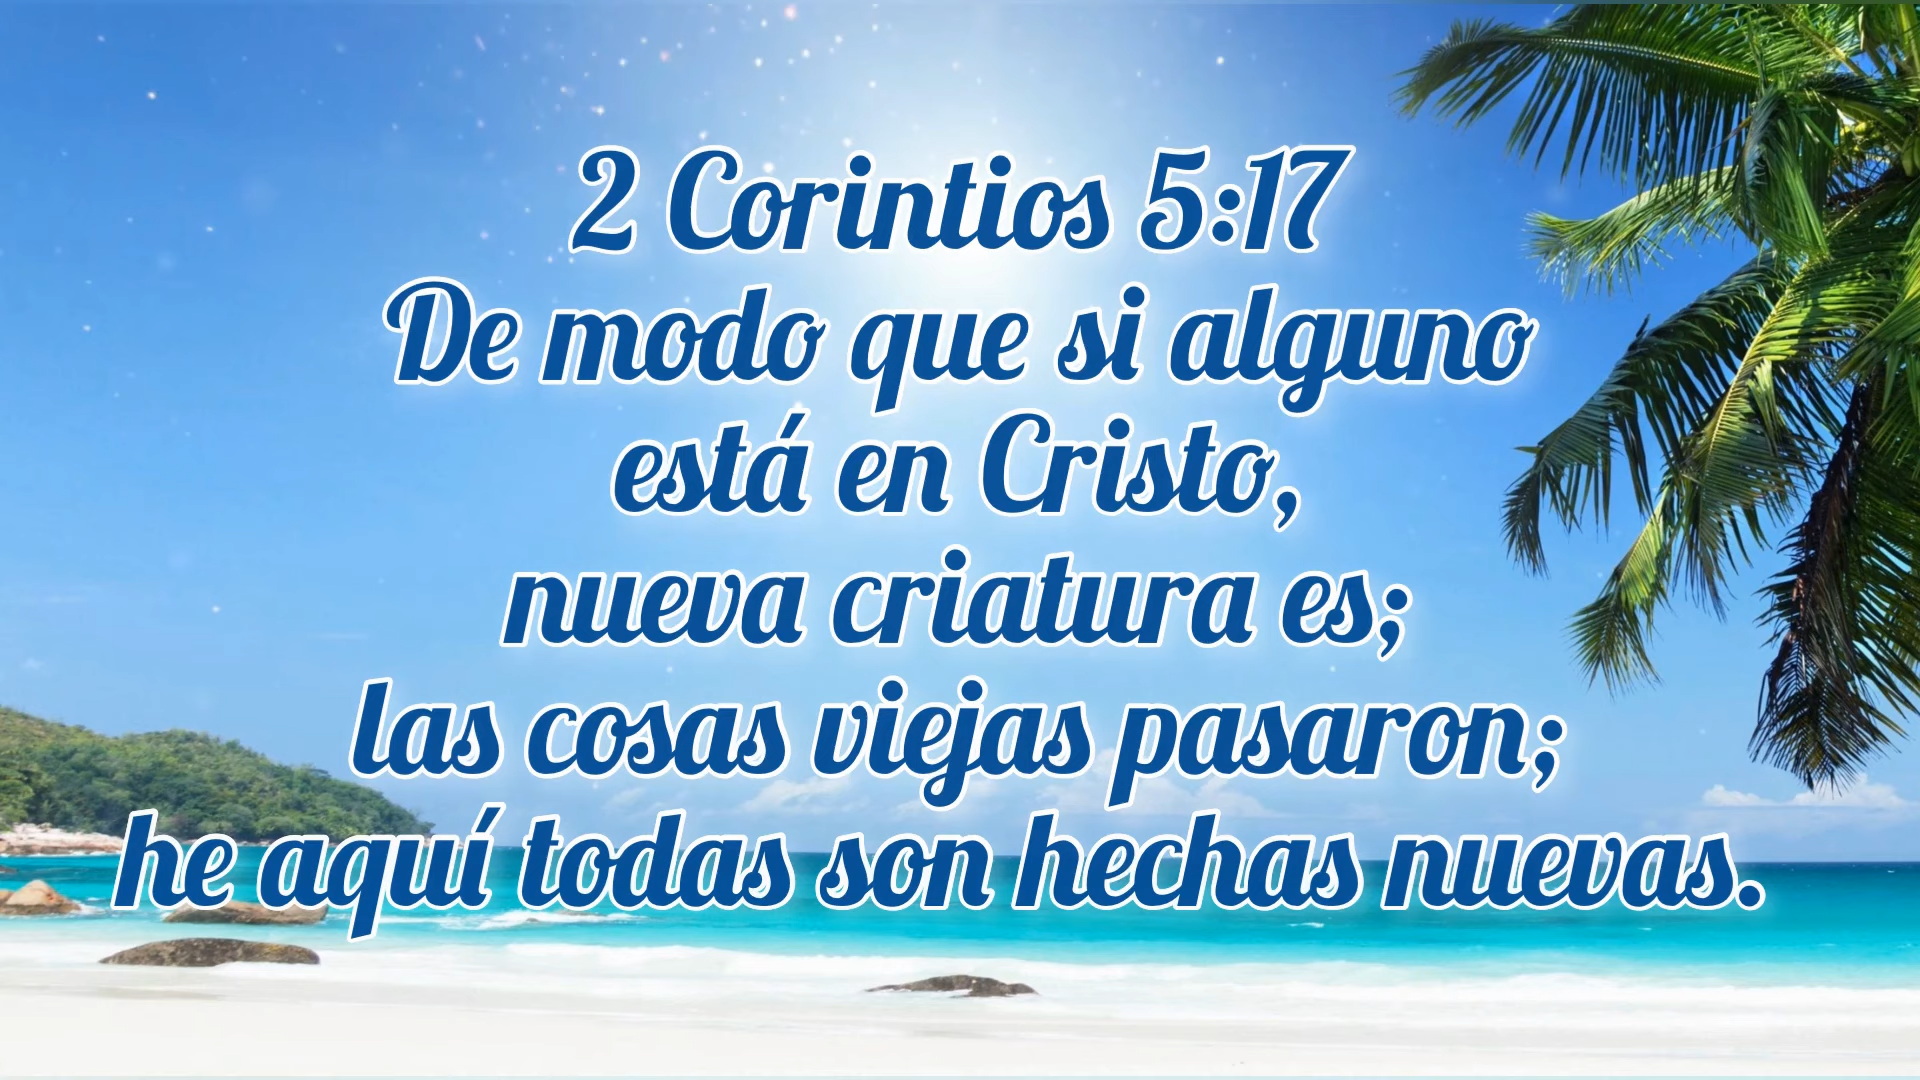 2 Corintios 5:17
De modo que si alguno
está en Cristo,
nueva criatura es;
las cosas viejas pasaron;
he aquí todas son hechas nuevas.